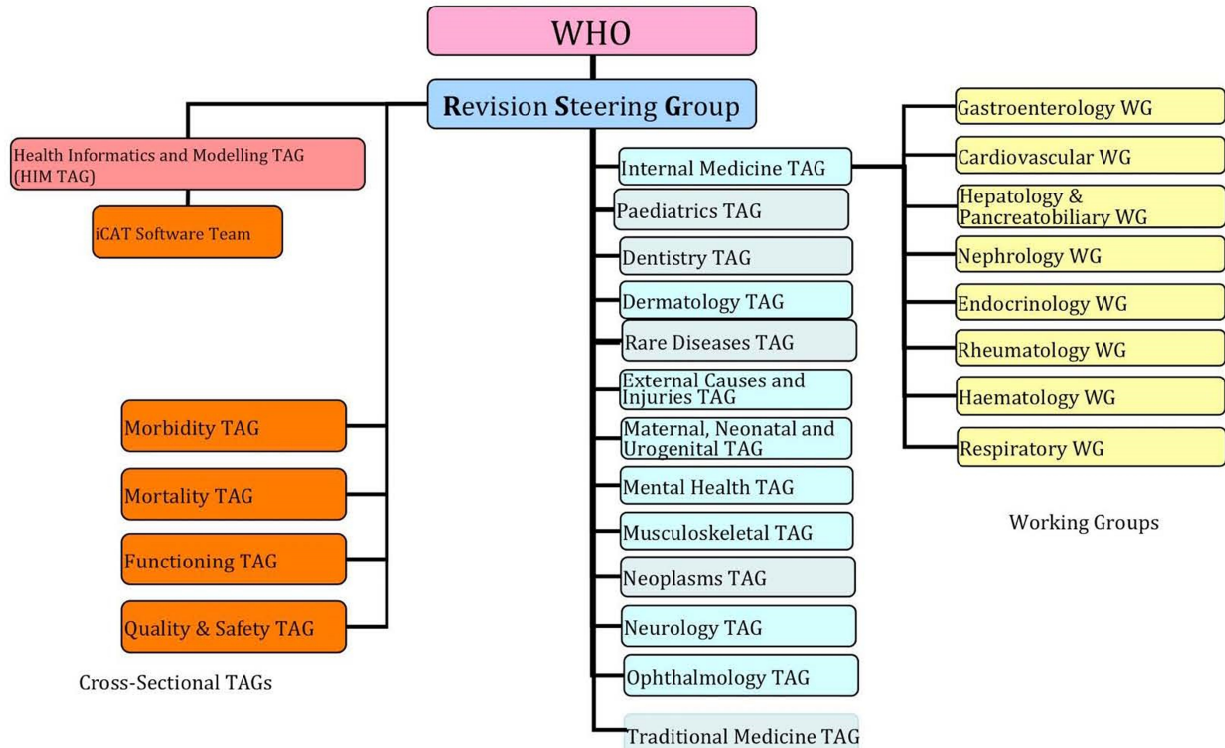 WHO
Revision Steering Group
Health Informatics and Modelling TAG
(HIM TAG)
iCAT Software Team
Morbidity TAG
Mortality TAG
Functioning TAG
Quality & Safety TAG
Cross-Sectional TAGs
Internal Medicine TAG
Paediatrics TAG
Dentistry TAG
Dermatology TAG
Rare Diseases TAG
External Causes and
Injuries TAG
Maternal, Neonatal and
Urogenital TAG
Mental Health TAG
Musculoskeletal TAG
Neoplasms TAG
Neurology TAG
Ophthalmology TAG
Traditional Medicine TAG
Gastroenterology WG
Cardiovascular WG
Hepatology &
Pancreatobiliary WG
Nephrology WG
Endocrinology WG
Rheumatology WG
Haematology WG
Respiratory WG
Working Groups